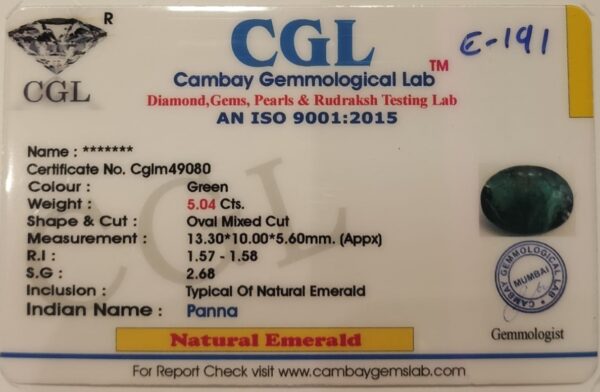 R
CGL
CGL
TM
E-191
Cambay Gemmological Lab
Diamond,Gems, Pearls & Rudraksh Testing Lab
AN ISO 9001:2015
Name : *******
Certificate No. Cglm49080
Colour : Green
Weight : 5.04 Cts.
Shape & Cut : Oval Mixed Cut
Measurement : 13.30*10.00*5.60mm. (Appx)
R.I : 1.57 - 1.58
S.G : 2.68
Inclusion : Typical Of Natural Emerald
Indian Name : Panna
CGL
CAMBAY GEMMOLOGICAL LAB
MUMBAI
Gemmologist
Natural Emerald
For Report Check visit www.cambaygemslab.com